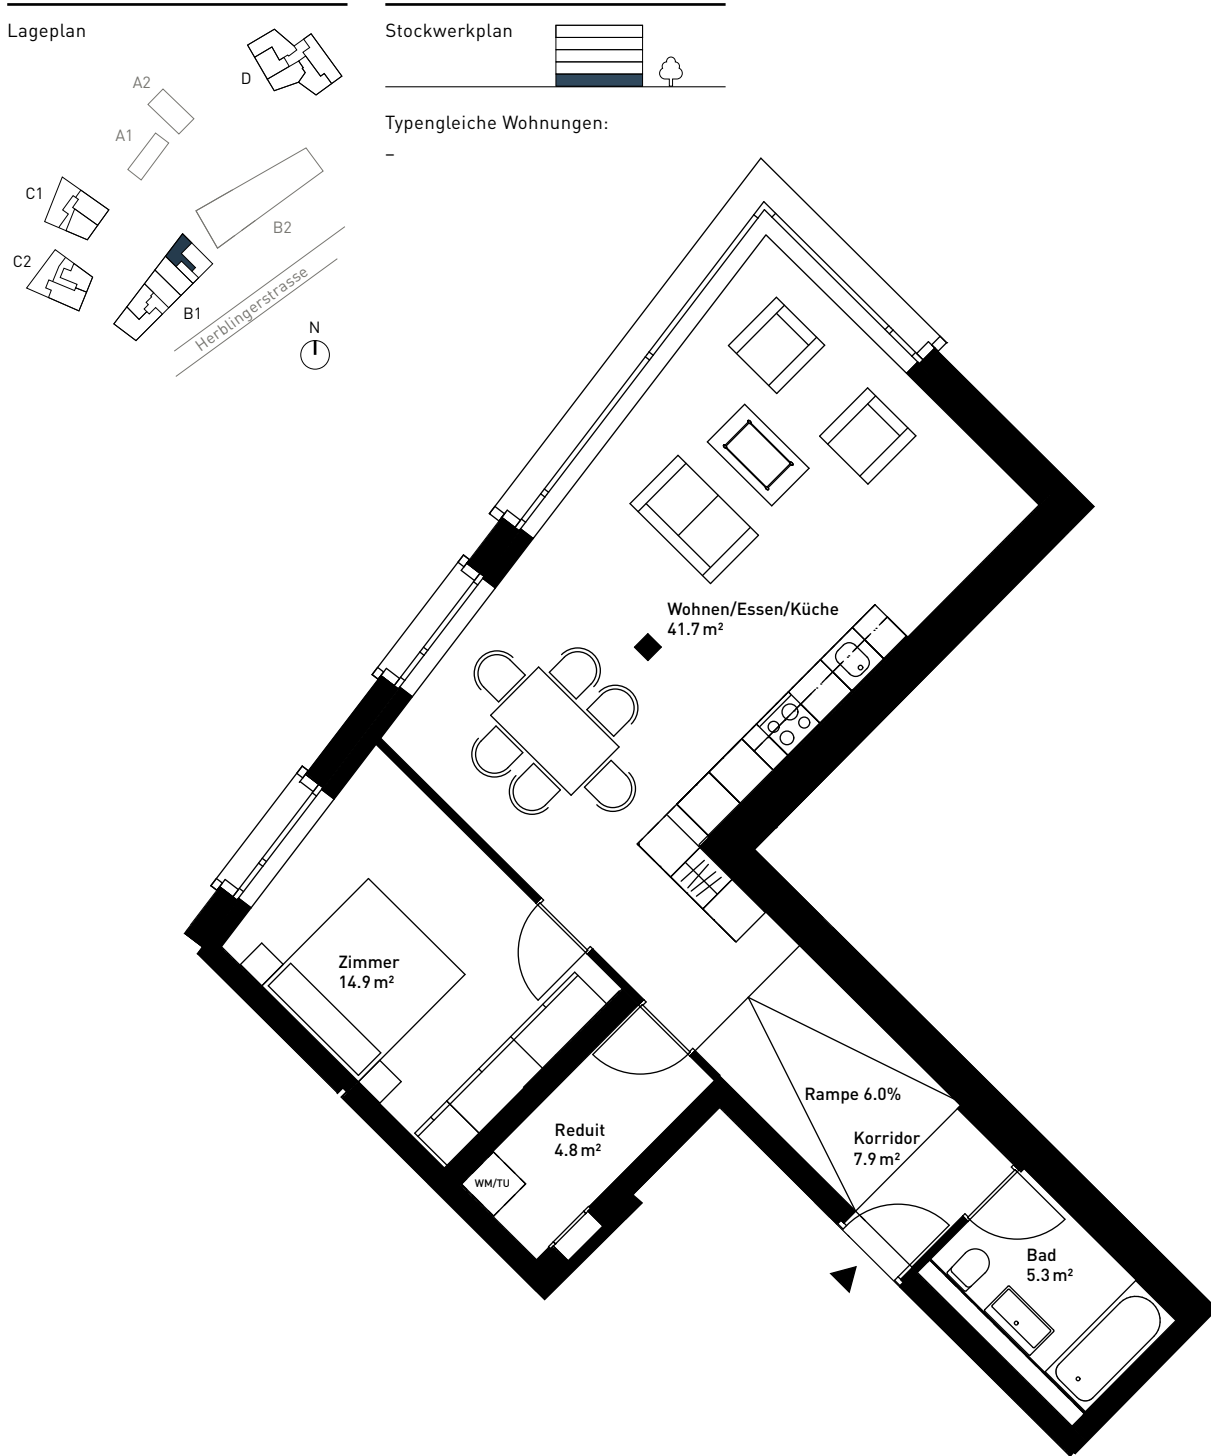 Lageplan
D
A2
A1
C1
B2
C2
B1
Herblingerstrasse
N
Stockwerkplan
Typengleiche Wohnungen:
–
Wohnen/Essen/Küche
41.7 m²
Zimmer
14.9 m²
Rampe 6.0%
Reduit
4.8 m²
Korridor
7.9 m²
WM/TU
Bad
5.3 m²